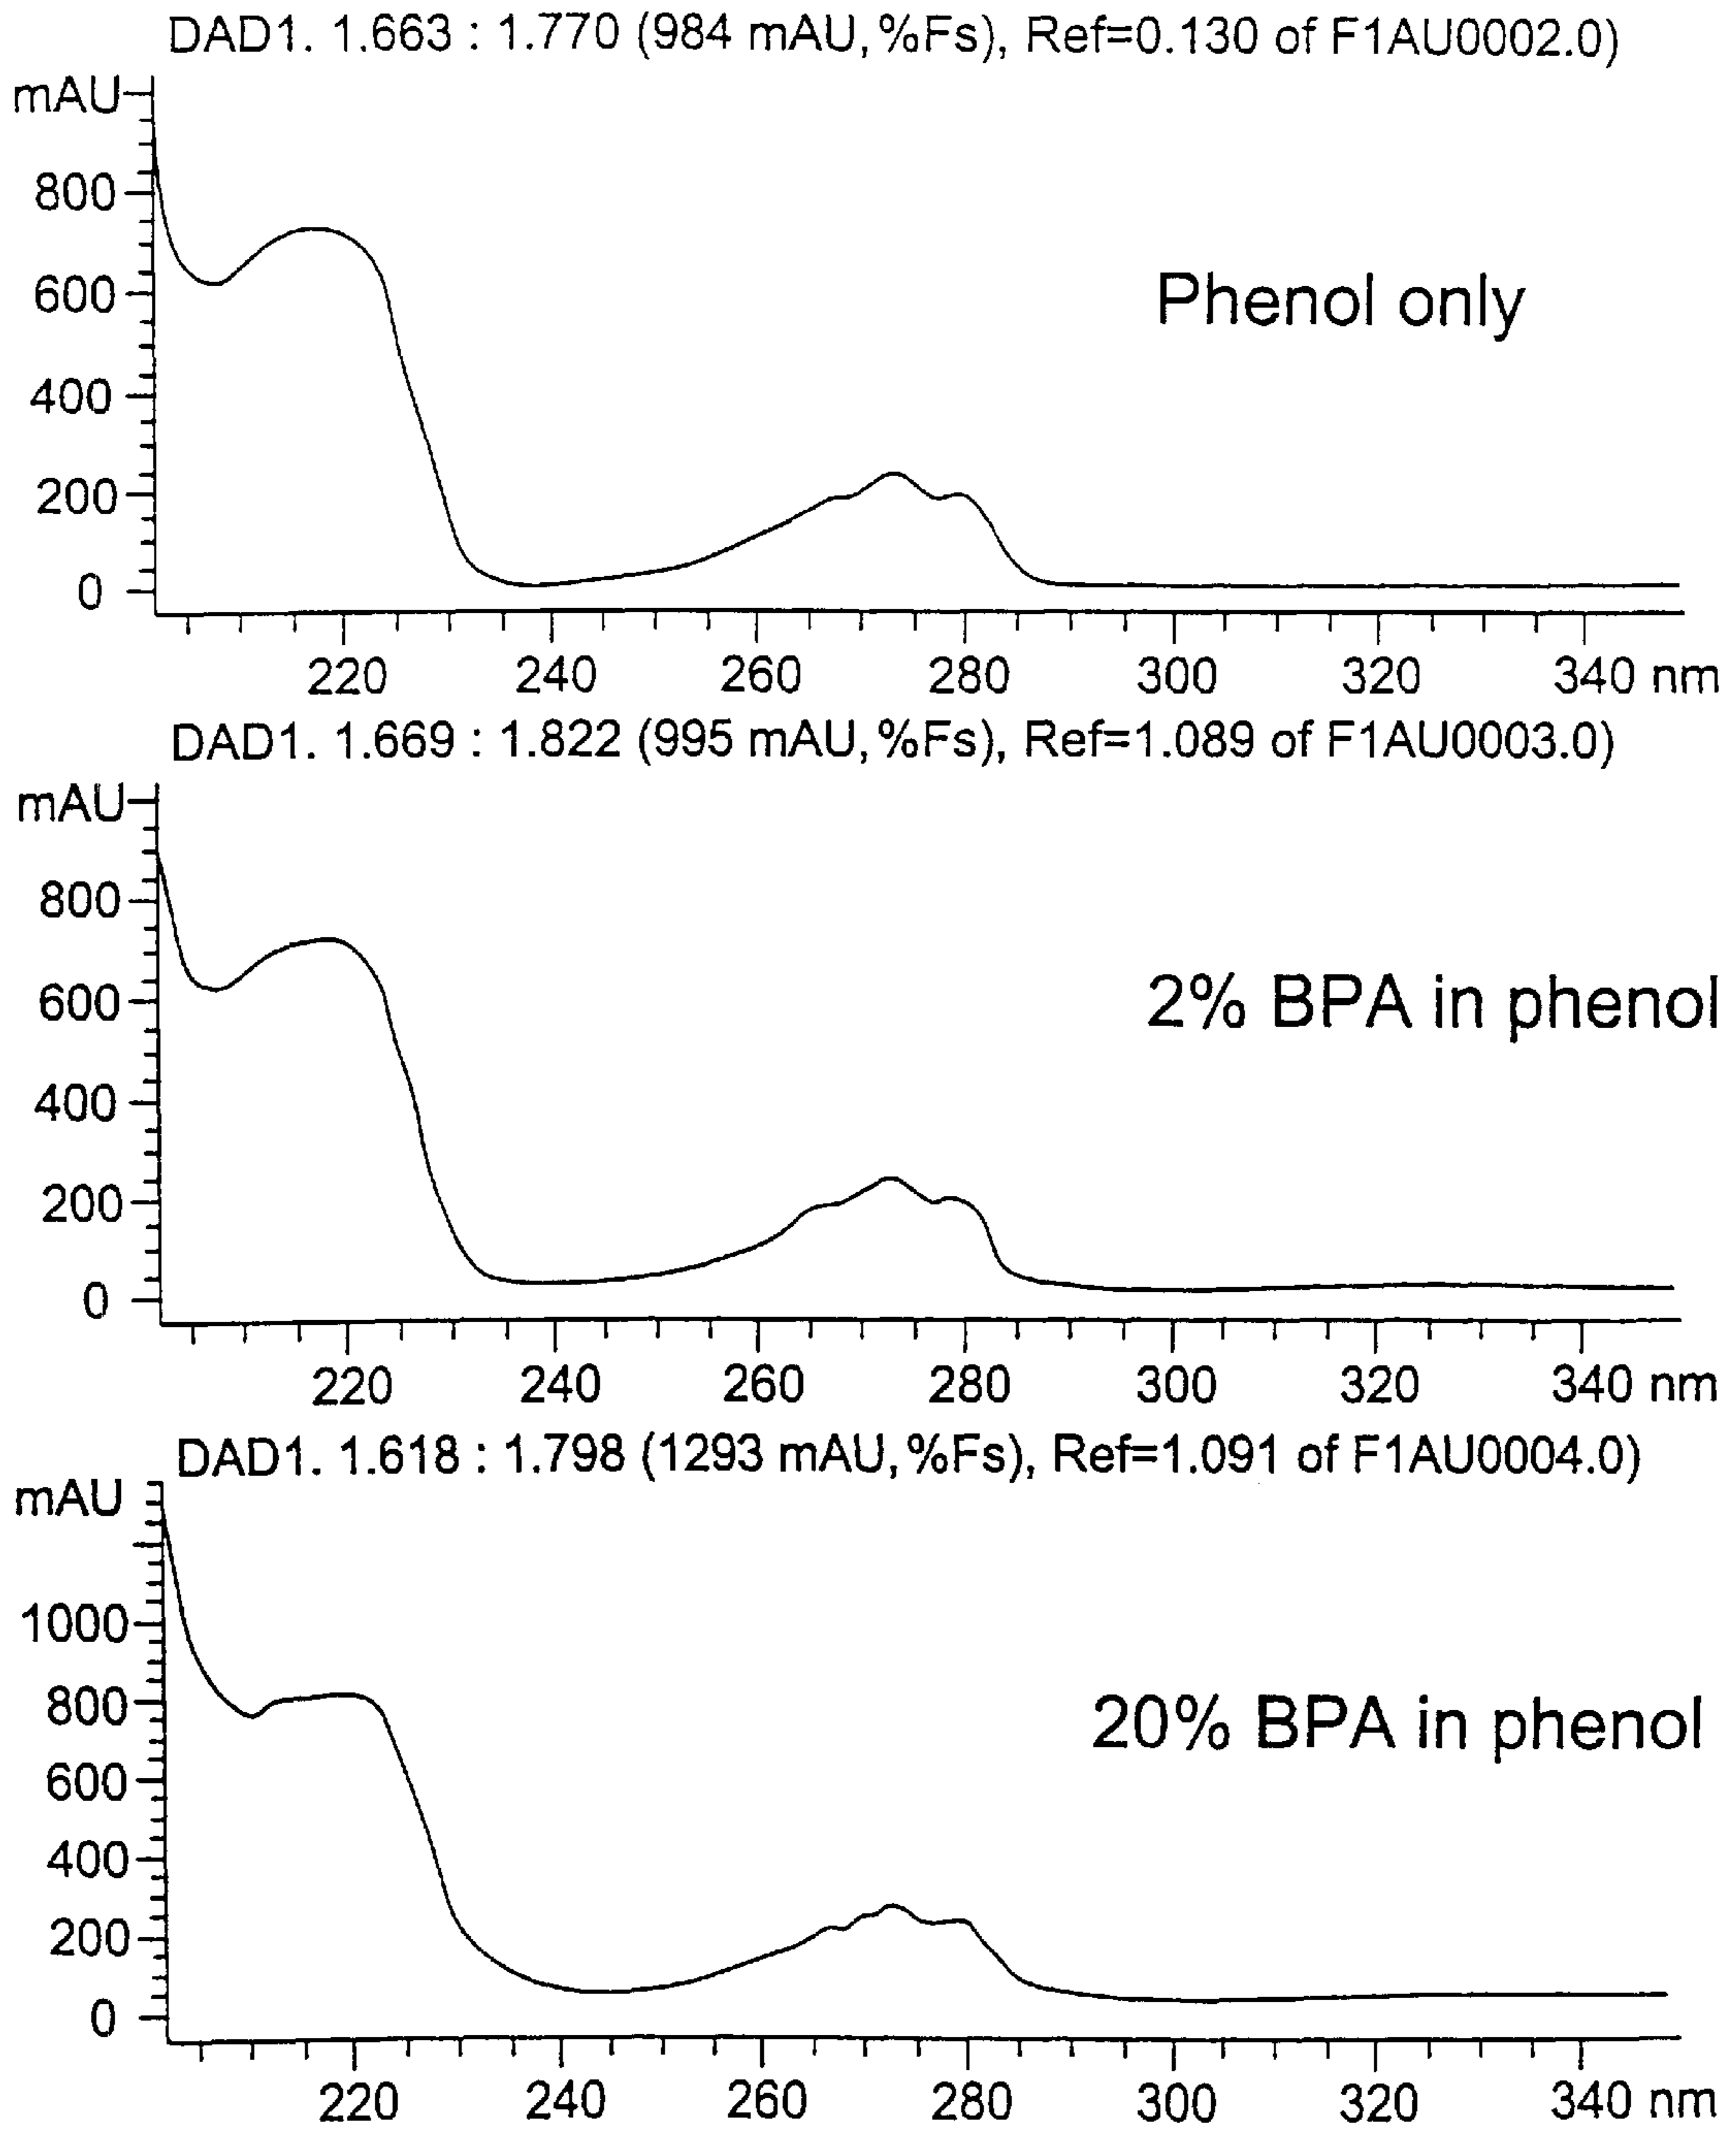 DAD1. 1.663 : 1.770 (984 mAU, %Fs), Ref=0.130 of F1AU0002.0)
mAU
800
600
400
200
0
Phenol only
220 240 260 280 300 320 340 nm
DAD1. 1.669 : 1.822 (995 mAU, %Fs), Ref=1.089 of F1AU0003.0)
mAU
800
600
400
200
0
2% BPA in phenol
220 240 260 280 300 320 340 nm
DAD1. 1.618 : 1.798 (1293 mAU, %Fs), Ref=1.091 of F1AU0004.0)
mAU
1000
800
600
400
200
0
20% BPA in phenol
220 240 260 280 300 320 340 nm